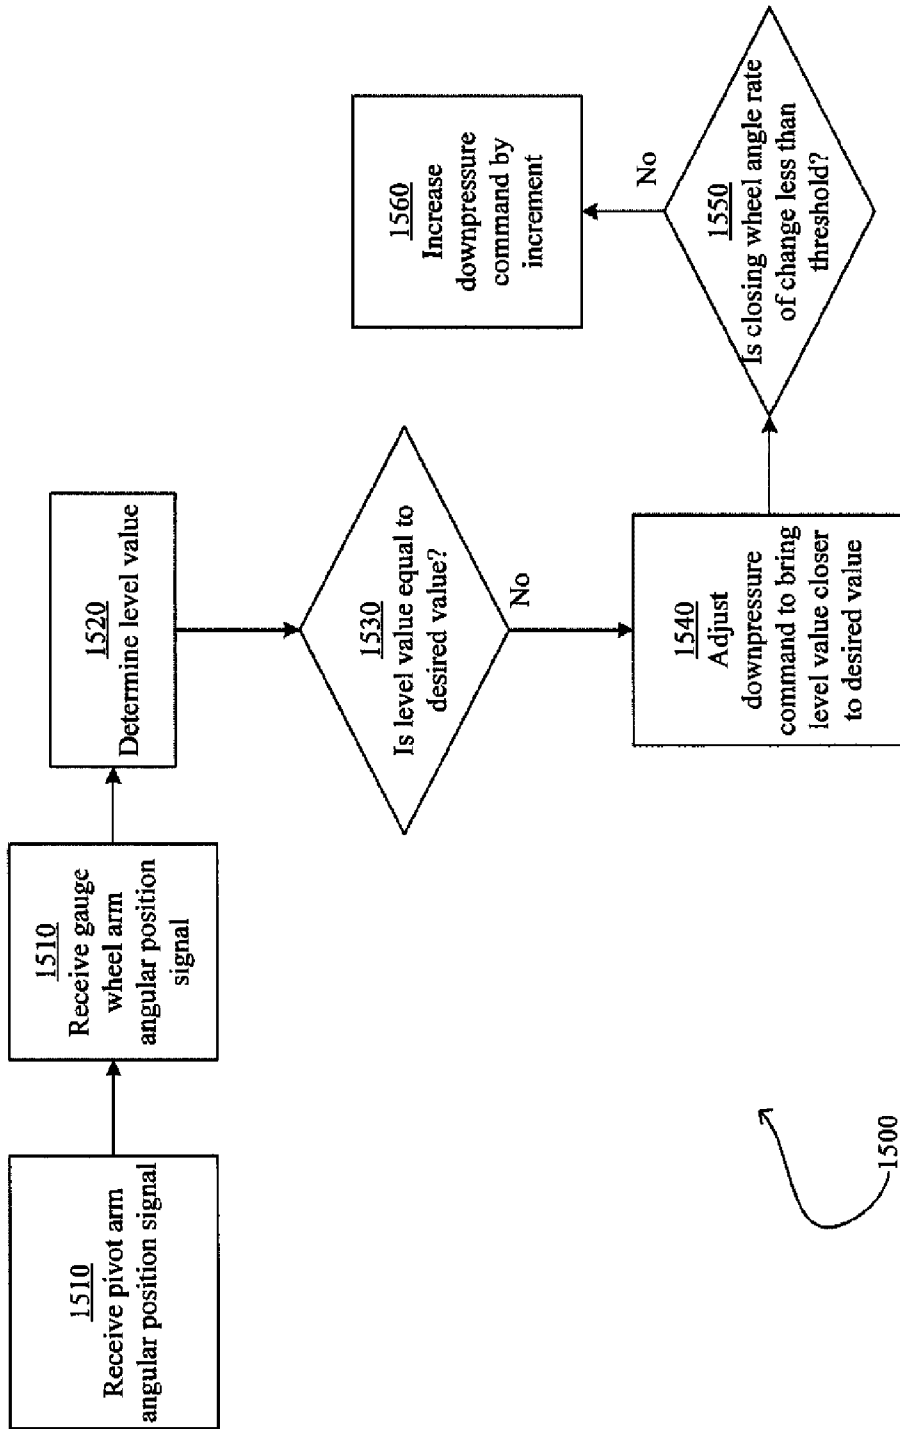 1510
Receive pivot arm
angular position signal
1510
Receive gauge
wheel arm
angular position
signal
1520
Determine level value
1530
Is level value equal to
desired value?
No
1540
Adjust
downpressure
command to bring
level value closer
to desired value
1550
Is closing wheel angle rate
of change less than
threshold?
No
1560
Increase
downpressure
command by
increment
1500